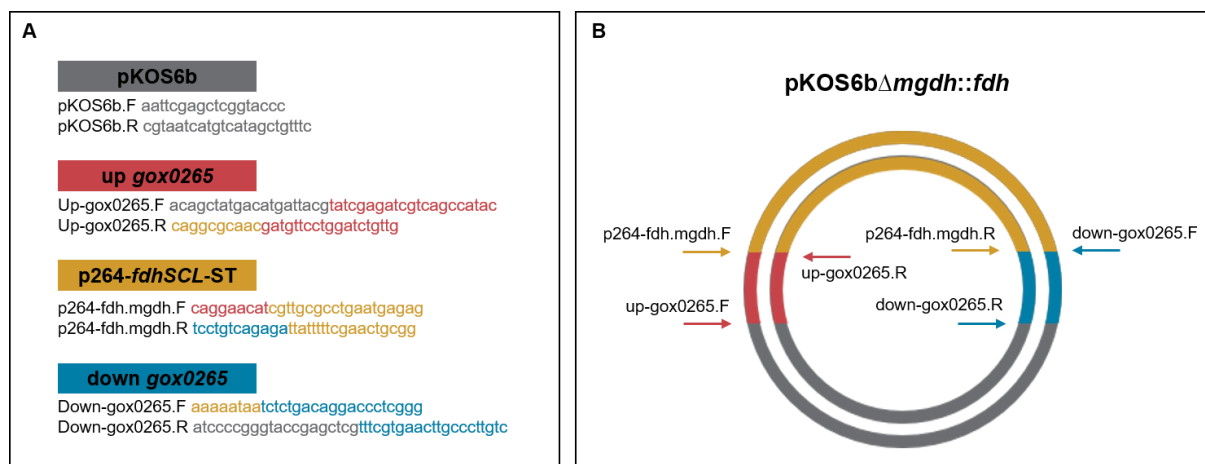 A
pKOS6b
pKOS6b.F aattcgagctcggtaccc
pKOS6b.R cgtaatcatgtcatagctgtttc
up gox0265
Up-gox0265.F acagctatgacatgattacgtatcgagatcgtcagccatac
Up-gox0265.R caggcgcaacgatgttcctggatctgttg
p264-fdhSCL-ST
p264-fdh.mgdh.F caggaacatcgttgcgcctgaatgagag
p264-fdh.mgdh.R tcctgtcagagattatttttcgaactgcgg
down gox0265
Down-gox0265.F aaaaataatctctgacaggaccctcggg
Down-gox0265.R atccccgggtaccgagctcgtttcgtgaacttgcccttgtc
B
pKOS6bΔmgdh::fdh
p264-fdh.mgdh.F
p264-fdh.mgdh.R
down-gox0265.F
up-gox0265.R
up-gox0265.F
down-gox0265.R